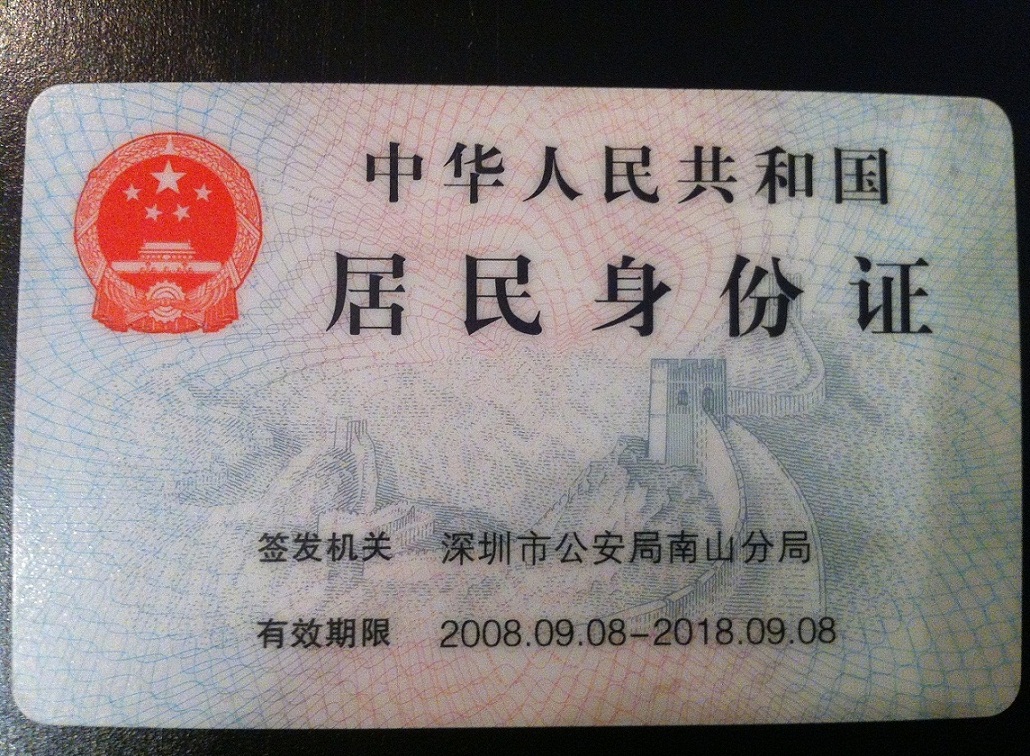 中华人民共和国
居民身份证
签发机关 深圳市公安局南山分局
有效期限 2008.09.08-2018.09.08